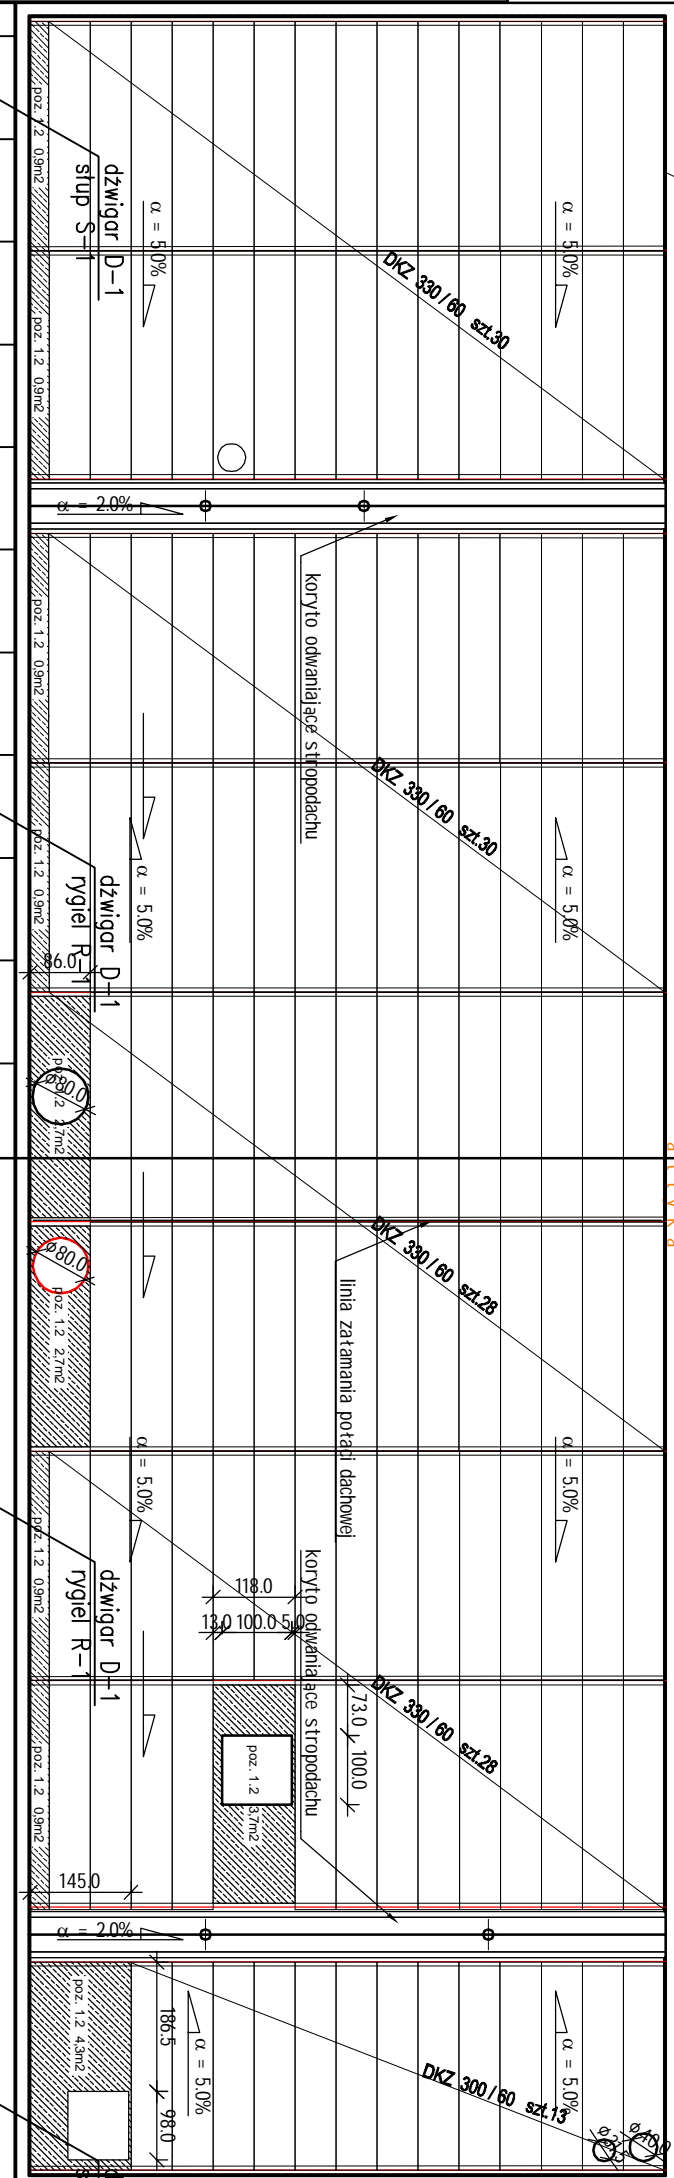 poz. 1.2 0,9m2
dźwigar D-1
słup S-1
α = 5.0%
α = 5.0%
DKZ 330/60 szt.30
poz. 1.2 0,9m2
α = 2.0%
koryto odwaniające stropodachu
poz. 1.2 0,9m2
DKZ 330/60 szt.30
poz. 1.2 0,9m2
α = 5.0%
α = 5.0%
dźwigar D-1
rygiel R-1
86.0
poz. 1.2 2,7m2
ø80.0
DKZ 330/60 szt.28
ø80.0
poz. 1.2 2,7m2
linia załamania połaci dachowej
α = 5.0%
α = 5.0%
poz. 1.2 0,9m2
dźwigar D-1
rygiel R-1
118.0
13.0 100.0 5.0
koryto odwaniające stropodachu
73.0 100.0
DKZ 330/60 szt.28
poz. 1.2 3,7m2
poz. 1.2 0,9m2
145.0
α = 2.0%
poz. 1.2 4,3m2
186.5
98.0
α = 5.0%
α = 5.0%
DKZ 300/60 szt.13
ø40.0